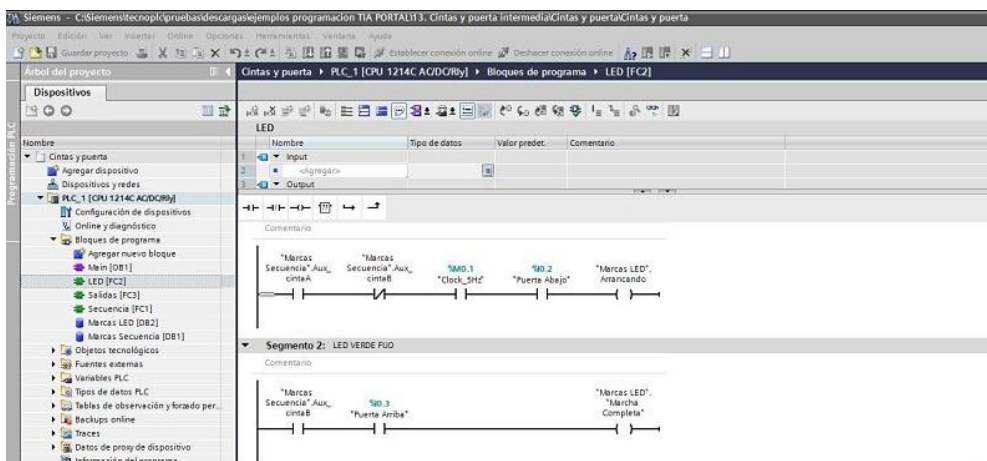 Siemens - C:\Siemens\tecnoplc\pruebas\descargas\ejemplos programacion TIA PORTAL\13. Cintas y puerta intermedia\Cintas y puerta\Cintas y puerta
Proyecto Edición Ver Insertar Online Opciones Herramientas Ventana Ayuda
Guardar proyecto Establecer conexión online Deshacer conexión online
Árbol del proyecto
Cintas y puerta PLC_1 [CPU 1214C AC/DC/Rly] Bloques de programa LED [FC2]
Dispositivos
Programación PLC
LED
Nombre Tipo de datos Valor predet. Comentario
1 Input
2 <Agregar>
3 Output
Nombre
Cintas y puerta
Agregar dispositivo
Dispositivos y redes
PLC_1 [CPU 1214C AC/DC/Rly]
Configuración de dispositivos
Online y diagnóstico
Bloques de programa
Agregar nuevo bloque
Main [OB1]
LED [FC2]
Salidas [FC3]
Secuencia [FC1]
Marcas LED [DB2]
Marcas Secuencia [DB1]
Objetos tecnológicos
Fuentes externas
Variables PLC
Tipos de datos PLC
Tablas de observación y forzado per...
Backups online
Traces
Datos de proxy de dispositivo
Información del programa
Comentario
"Marcas Secuencia".Aux_cintaA
"Marcas Secuencia".Aux_cintaB
%M0.1
"Clock_5Hz"
%I0.2
"Puerta Abajo"
"Marcas LED".
Arrancando
Segmento 2: LED VERDE FIJO
Comentario
"Marcas Secuencia".Aux_cintaB
%I0.3
"Puerta Arriba"
"Marcas LED".
"Marcha
Completa"